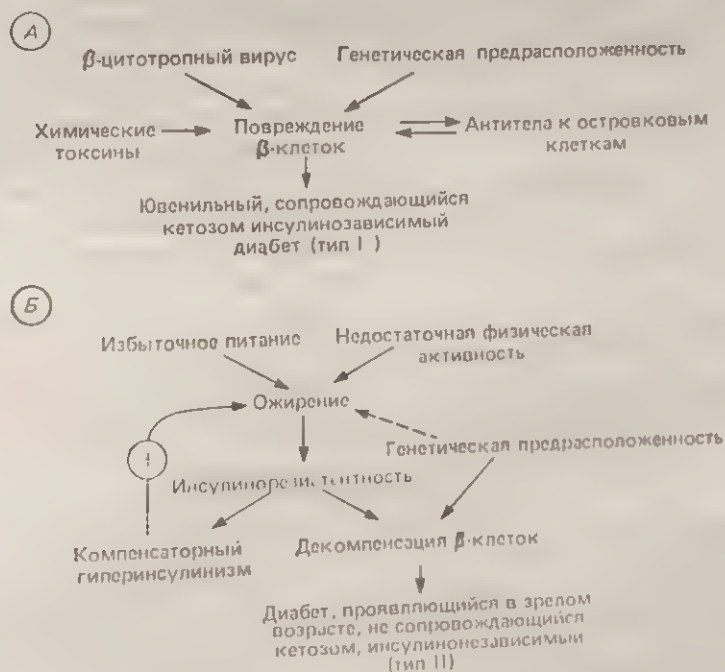 А
β-цитотропный вирус Генетическая предрасположенность
Химические
токсины
Повреждение
β-клеток
Антитела к островковым
клеткам
Ювенильный, сопровождающийся
кетозом инсулинозависимый
диабет (тип I )
Б
Избыточное питание Недостаточная физическая
активность
Ожирение
Генетическая предрасположенность
+
Инсулинорезистентность
Компенсаторный
гиперинсулинизм
Декомпенсация β-клеток
Диабет, проявляющийся в зрелом
возрасте, не сопровождающийся
кетозом, инсулинонезависимый
(тип II)